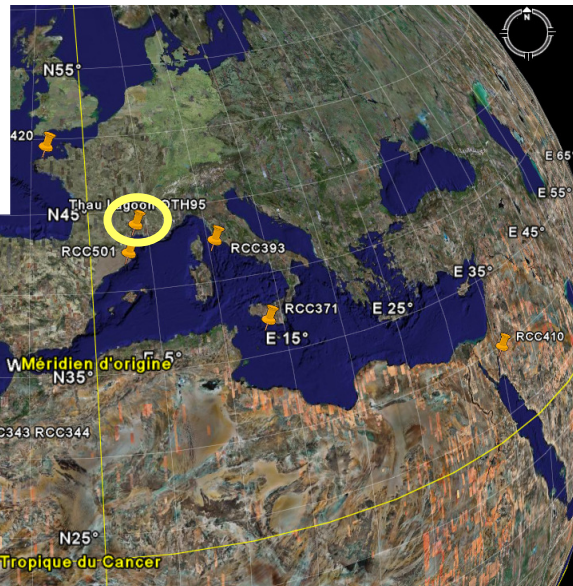 N
N55°
420
E 65°
E 55°
Thau Lagoon OTH95
N45°
E 45°
RCC501
RCC393
E 35°
RCC371
E 25°
E 15°
RCC410
Méridien d'origine
E 5°
N35°
C343 RCC344
N25°
Tropique du Cancer